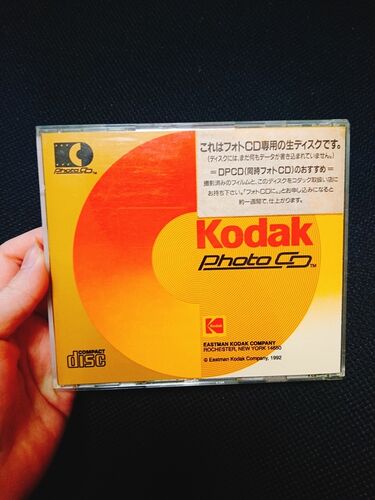 Photo CD™
これはフォトCD専用の生ディスクです。
(ディスクには、まだ何もデータが書き込まれていません。)
= DPCD(同時フォトCD)のおすすめ =
撮影済みのフィルムと、このディスクをコダック取扱い店に
お持ち下さい。「フォトCDに。」とお申し込みになると
約一週間で、仕上がります。
Kodak
Photo CD™
Kodak
COMPACT
disc
EASTMAN KODAK COMPANY
ROCHESTER, NEW YORK 14650
© Eastman Kodak Company, 1992